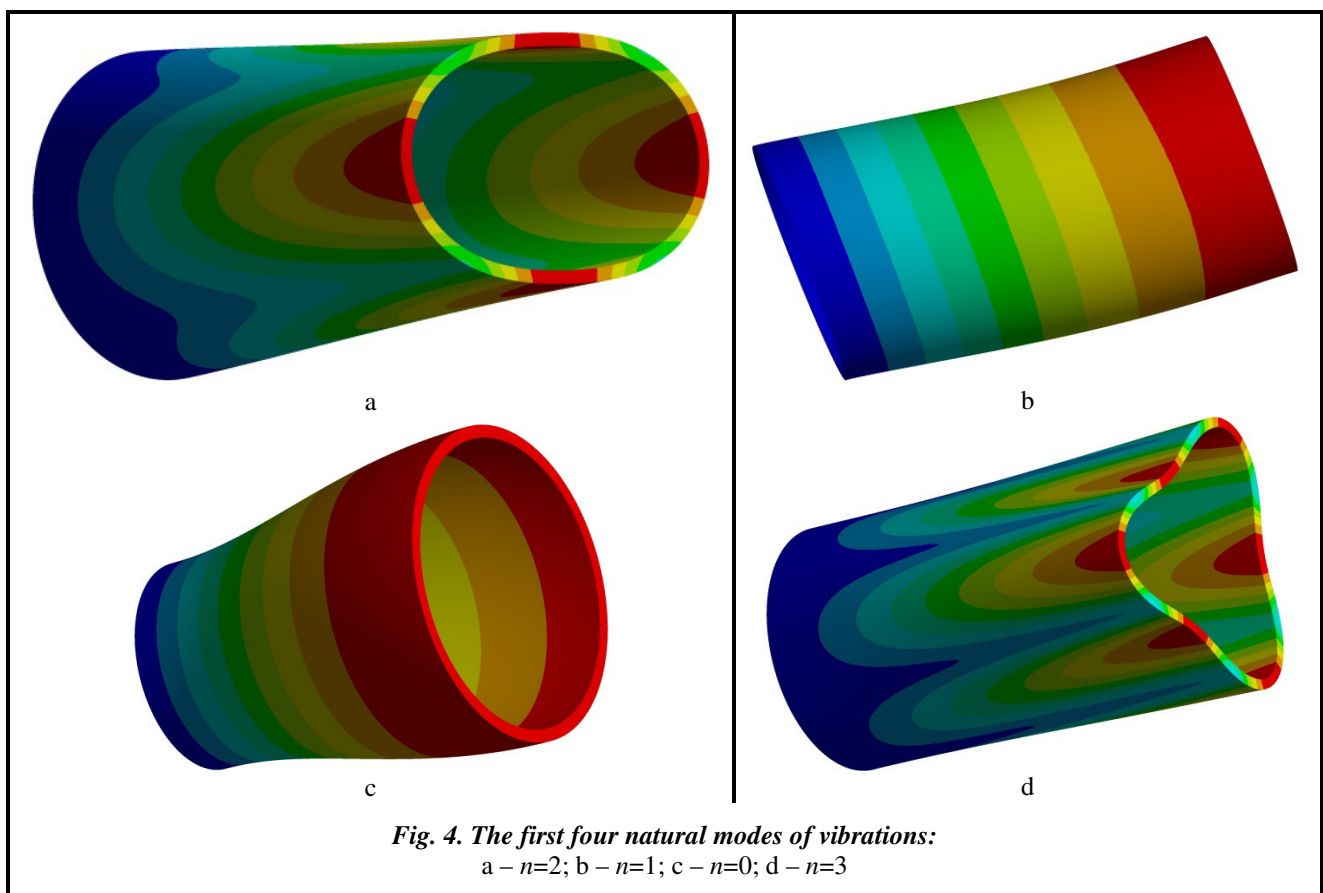 a
b
c
d
Fig. 4. The first four natural modes of vibrations:
a – n=2; b – n=1; c – n=0; d – n=3